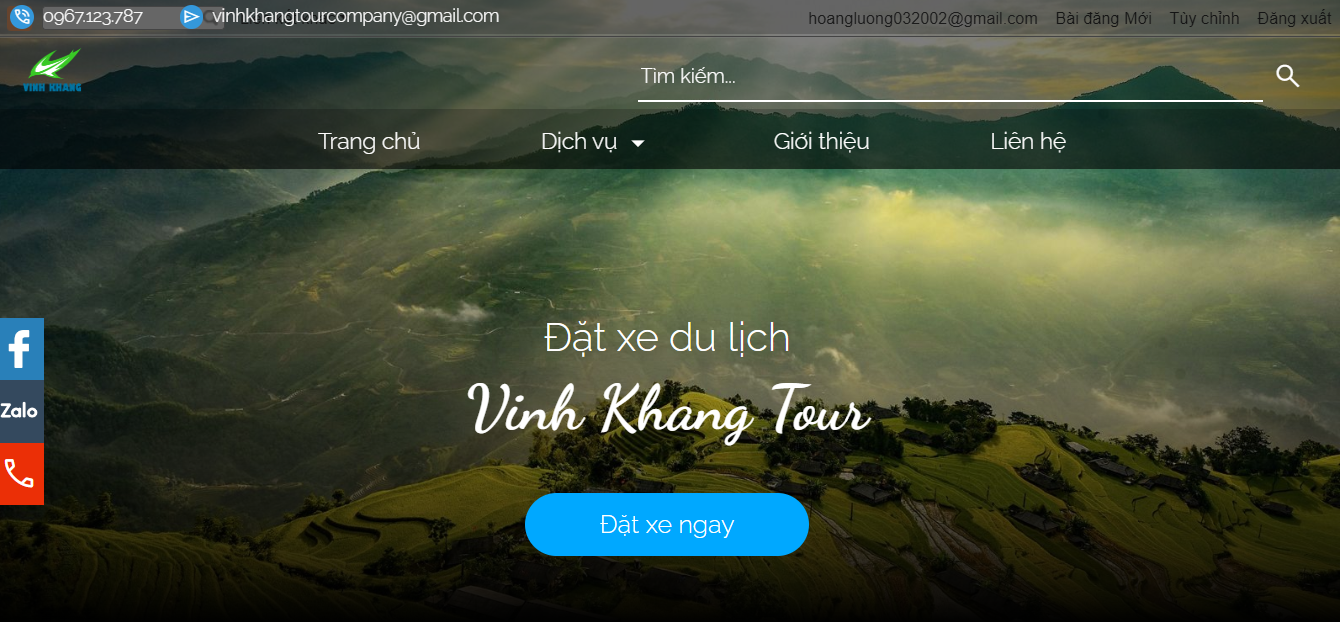 0967.123.787 vinhkhangtourcompany@gmail.com hoangluong032002@gmail.com Bài đăng Mới Tùy chỉnh Đăng xuất
VINH KHANG
Tìm kiếm...
Trang chủ Dịch vụ Giới thiệu Liên hệ
Đặt xe du lịch
Vinh Khang Tour
Zalo
Đặt xe ngay